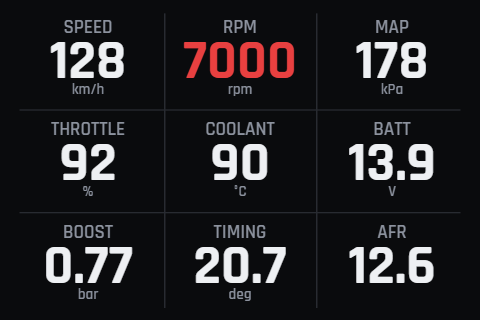 SPEED
128
km/h
RPM
7000
rpm
MAP
178
kPa
THROTTLE
92
%
COOLANT
90
°C
BATT
13.9
V
BOOST
0.77
bar
TIMING
20.7
deg
AFR
12.6